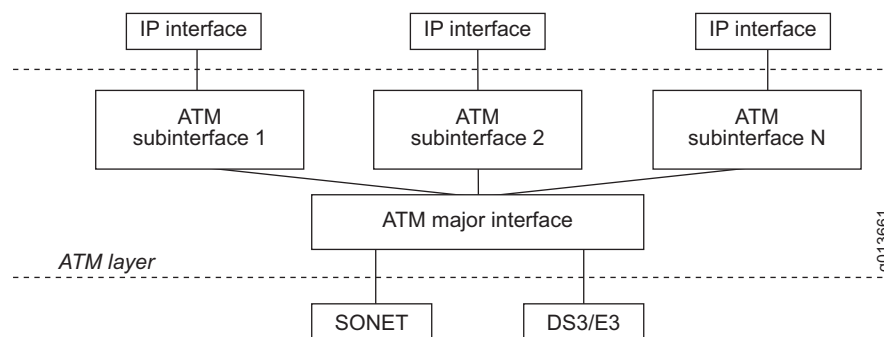 IP interface
IP interface
IP interface
ATM
subinterface 1
ATM
subinterface 2
ATM
subinterface N
ATM major interface
ATM layer
g013661
SONET
DS3/E3